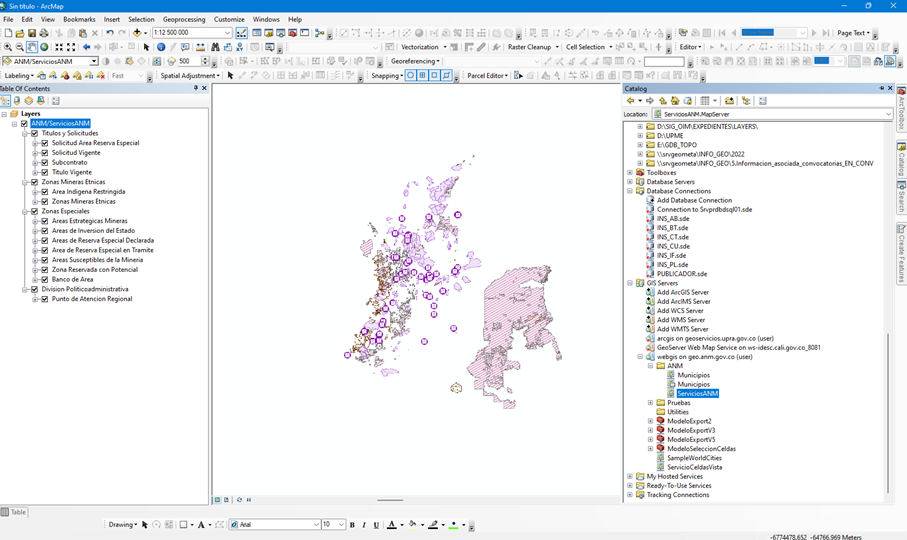 Sin titulo - ArcMap
File Edit View Bookmarks Insert Selection Geoprocessing Customize Windows Help
1:12 500 000
Page Text
Vectorization
Raster Cleanup
Cell Selection
Editor
ANM/ServiciosANM
500
Georeferencing
Labeling
Fast
Spatial Adjustment
Snapping
Parcel Editor
Table Of Contents
Layers
ANM/ServiciosANM
Titulos y Solicitudes
Solicitud Area Reserva Especial
Solicitud Vigente
Subcontrato
Titulo Vigente
Zonas Mineras Etnicas
Area Indigena Restringida
Zonas Mineras Etnicas
Zonas Especiales
Areas Estrategicas Mineras
Areas de Inversion del Estado
Areas de Reserva Especial Declarada
Area de Reserva Especial en Tramite
Areas Susceptibles de la Mineria
Zona Reservada con Potencial
Banco de Area
Division Politicoadministrativa
Punto de Atencion Regional
Catalog
Location: ServiciosANM.MapServer
D:\SIG_OIM\EXPEDIENTES\LAYERS\
D:\UPME
E:\GDB_TOPO
\\srvgeometa\INFO_GEO\2022
\\srvgeometa\INFO_GEO\5.Informacion_asociada_convocatorias_EN_CONV
Toolboxes
Database Servers
Database Connections
Add Database Connection
Connection to Srvprdbdsql01.sde
INS_AB.sde
INS_BT.sde
INS_CT.sde
INS_CU.sde
INS_IF.sde
INS_PL.sde
PUBLICADOR.sde
GIS Servers
Add ArcGIS Server
Add ArcIMS Server
Add WCS Server
Add WMS Server
Add WMTS Server
arcgis on geoservicios.upra.gov.co (user)
GeoServer Web Map Service on ws-idesc.cali.gov.co_8081
webgis on geo.anm.gov.co (user)
ANM
Municipios
Municipios
ServiciosANM
Pruebas
Utilities
ModeloExport2
ModeloExportV3
ModeloExportV5
ModeloSeleccionCeldas
SampleWorldCities
ServicioCeldasVista
My Hosted Services
Ready-To-Use Services
Tracking Connections
ArcToolbox
Catalog
Search
Create Features
Table
Drawing
Arial
10
B I U
A
-6774478.652 -64766.969 Meters